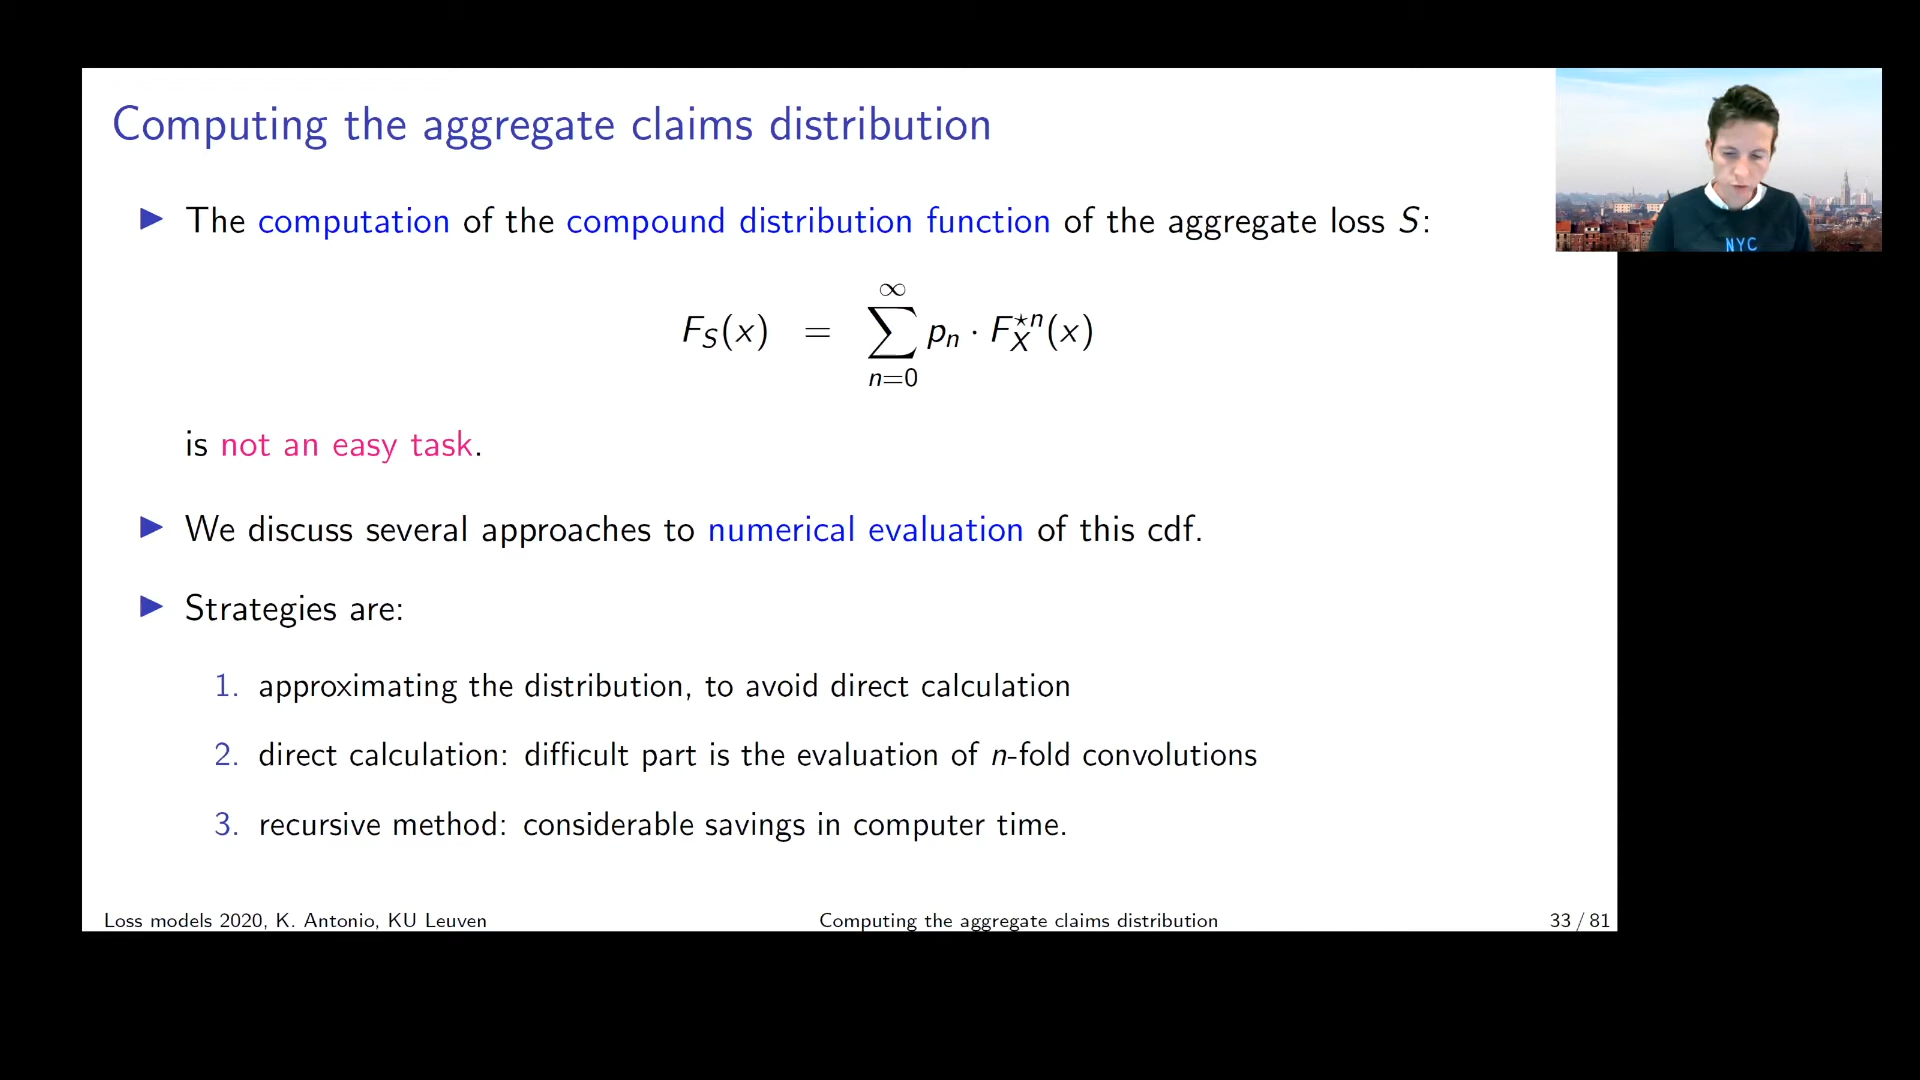 Computing the aggregate claims distribution
▶ The computation of the compound distribution function of the aggregate loss S:
F_S(x) = \sum_{n=0}^{\infty} p_n · F_X^{⋆n}(x)
is not an easy task.
▶ We discuss several approaches to numerical evaluation of this cdf.
▶ Strategies are:
1. approximating the distribution, to avoid direct calculation
2. direct calculation: difficult part is the evaluation of n-fold convolutions
3. recursive method: considerable savings in computer time.
Loss models 2020, K. Antonio, KU Leuven
Computing the aggregate claims distribution
33 / 81
NYC